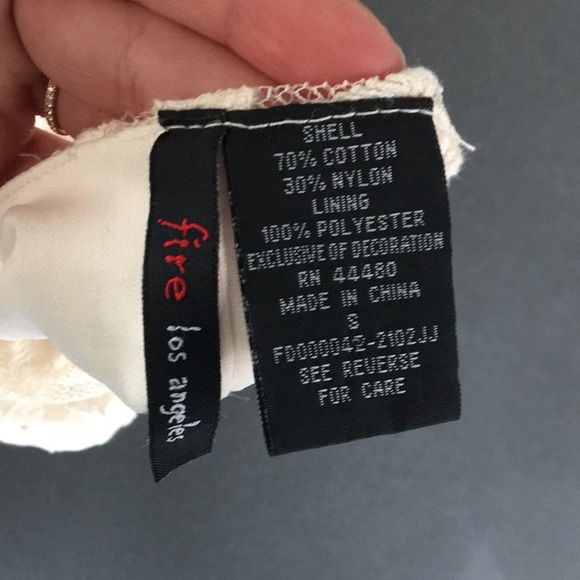 fire los angeles
SHELL
70% COTTON
30% NYLON
LINING
100% POLYESTER
EXCLUSIVE OF DECORATION
RN 44480
MADE IN CHINA
S
FD000042-2102JJ
SEE REVERSE
FOR CARE